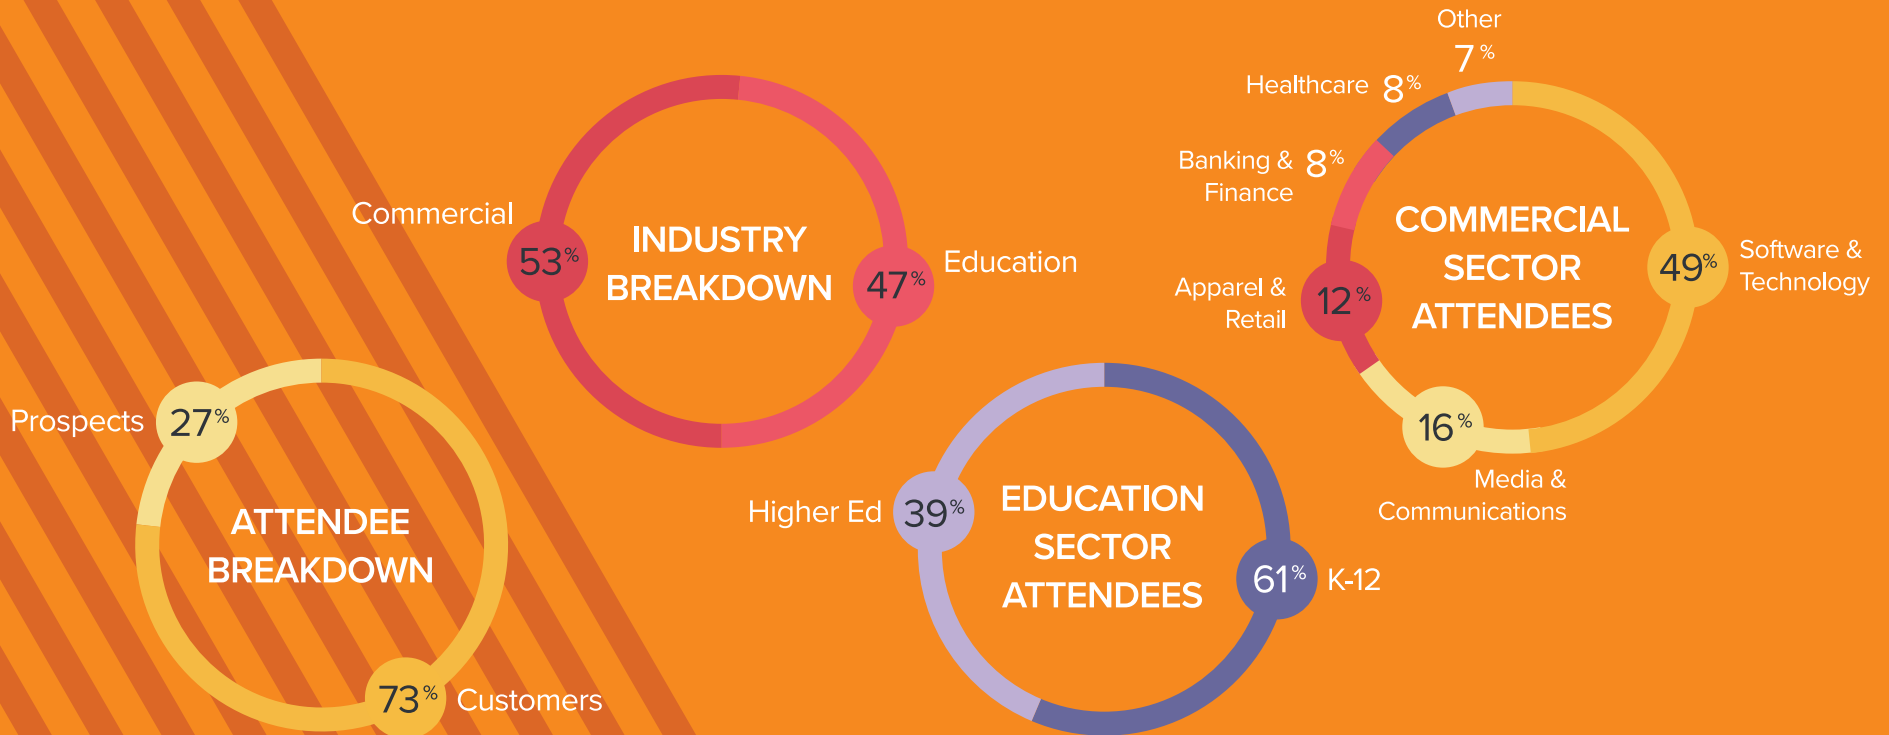 Prospects
27%
ATTENDEE
BREAKDOWN
73%
Customers
Commercial
53%
INDUSTRY
BREAKDOWN
47%
Education
Higher Ed
39%
EDUCATION
SECTOR
ATTENDEES
61%
K-12
Other
7%
Healthcare 8%
Banking &
Finance
8%
Apparel &
Retail
12%
COMMERCIAL
SECTOR
ATTENDEES
49%
Software &
Technology
16%
Media &
Communications